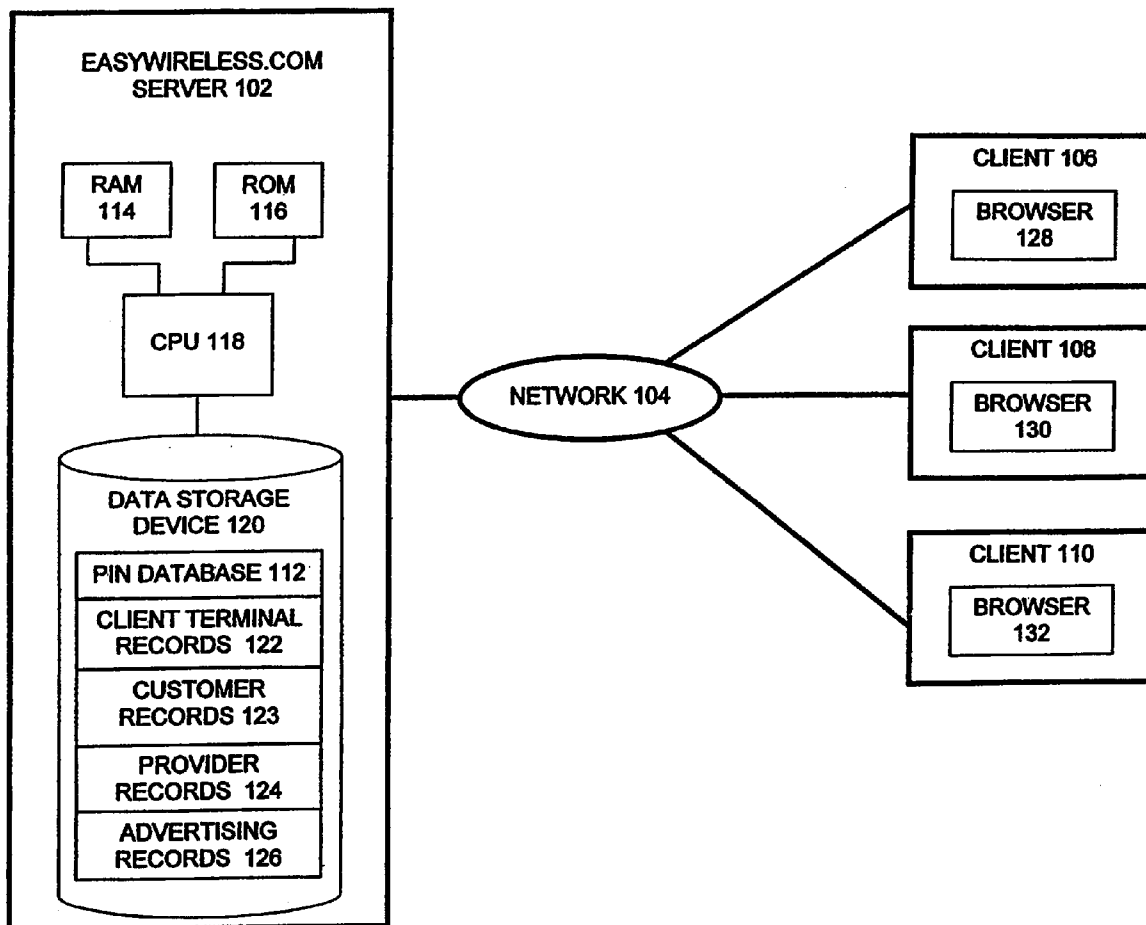 EASYWIRELESS.COM
SERVER 102
RAM
114
ROM
116
CPU 118
DATA STORAGE
DEVICE 120
PIN DATABASE 112
CLIENT TERMINAL
RECORDS 122
CUSTOMER
RECORDS 123
PROVIDER
RECORDS 124
ADVERTISING
RECORDS 126
NETWORK 104
CLIENT 106
BROWSER
128
CLIENT 108
BROWSER
130
CLIENT 110
BROWSER
132